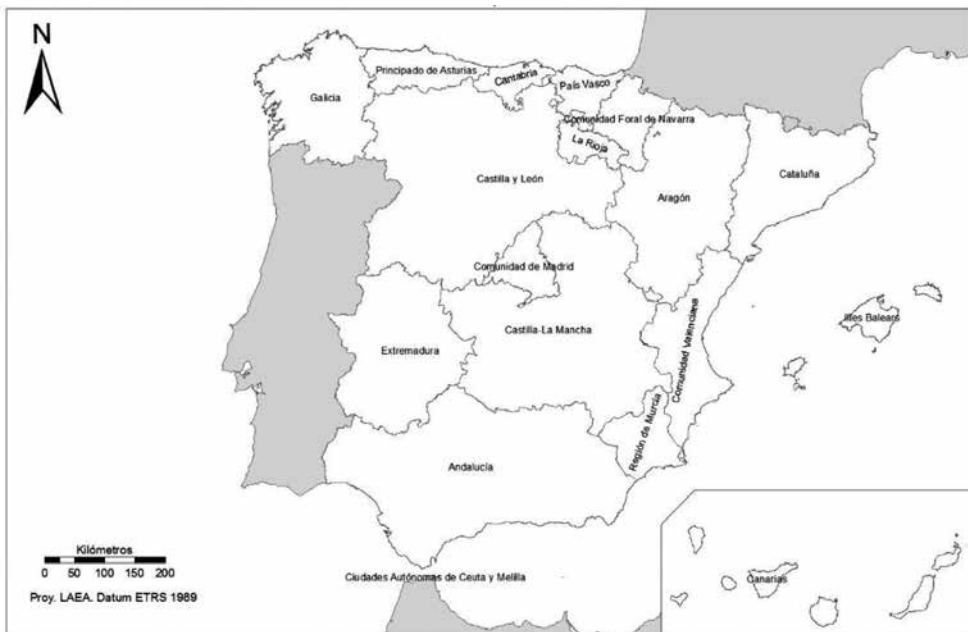 N
Principado de Asturias
Cantabria
País Vasco
Galicia
Comunidad Foral de Navarra
La Rioja
Castilla y León
Cataluña
Aragón
Comunidad de Madrid
Illes Balears
Castilla-La Mancha
Comunidad Valenciana
Extremadura
Región de Murcia
Andalucía
Kilómetros
0 50 100 150 200
Ciudades Autónomas de Ceuta y Melilla
Canarias
Proy. LAEA. Datum ETRS 1989